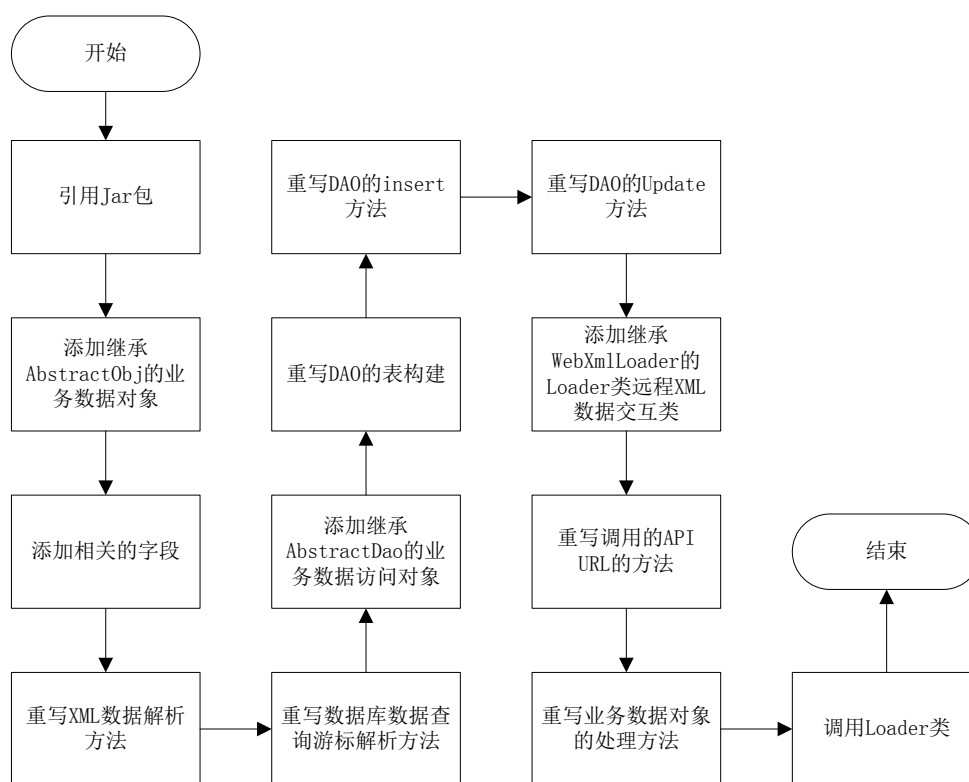 开始
引用Jar包
添加继承
AbstractObj的业
务数据对象
添加相关的字段
重写XML数据解析
方法
重写数据库数据查
询游标解析方法
添加继承
AbstractDao的业
务数据访问对象
重写DAO的表构建
重写DAO的insert
方法
重写DAO的Update
方法
添加继承
WebXmlLoader的
Loader类远程XML
数据交互类
重写调用的API
URL的方法
重写业务数据对象
的处理方法
调用Loader类
结束